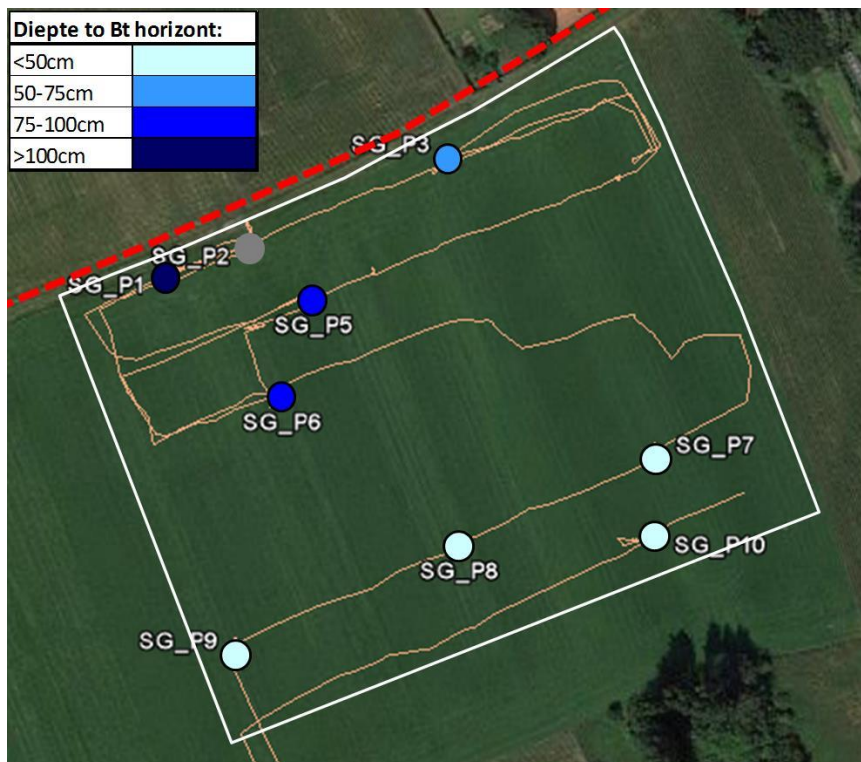 Diepte to Bt horizont:
<50cm
50-75cm
75-100cm
>100cm
SG_P3
SG_P2
SG_P1
SG_P5
SG_P6
SG_P7
SG_P10
SG_P8
SG_P9